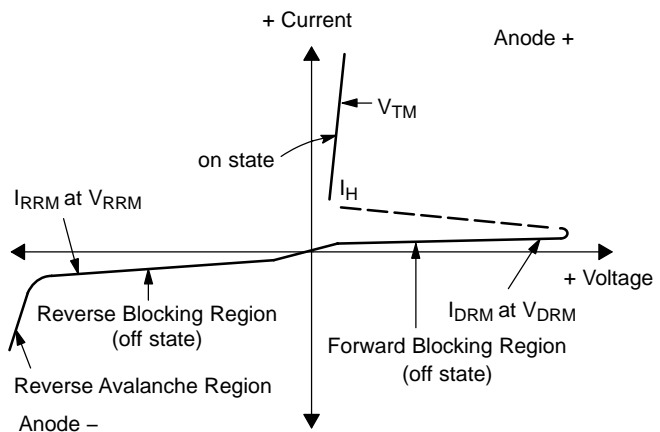 + Current
Anode +
V_TM
on state
I_H
I_RRM at V_RRM
+ Voltage
Reverse Blocking Region
(off state)
I_DRM at V_DRM
Forward Blocking Region
(off state)
Reverse Avalanche Region
Anode –